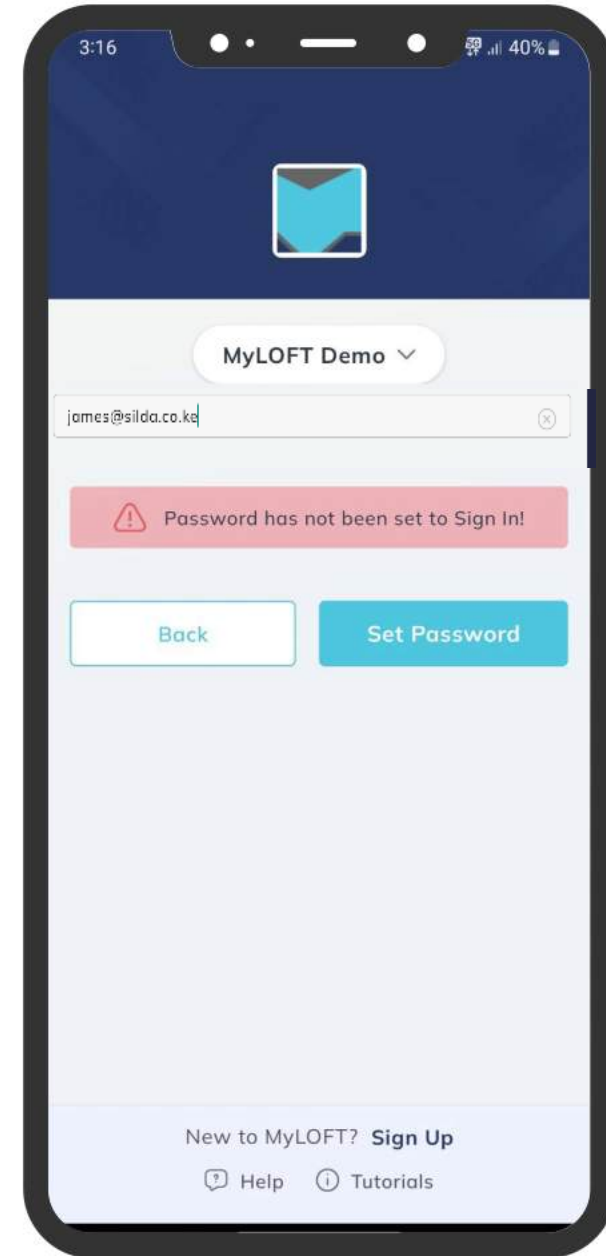 3:16 5G 40%
MyLOFT Demo
james@silda.co.ke
Password has not been set to Sign In!
Back Set Password
New to MyLOFT? Sign Up
Help Tutorials